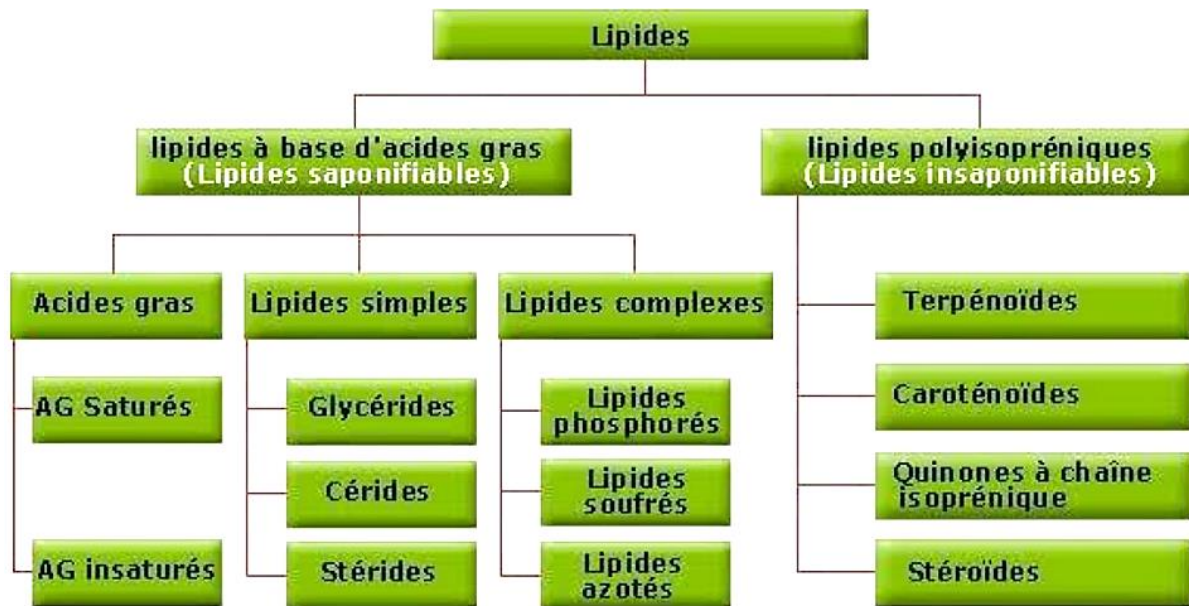 Lipides
lipides à base d'acides gras
(Lipides saponifiables)
lipides polyisopréniques
(Lipides insaponifiables)
Acides gras
Lipides simples
Lipides complexes
AG Saturés
AG insaturés
Glycérides
Cérides
Stérides
Lipides
phosphorés
Lipides
soufrés
Lipides
azotés
Terpénoïdes
Caroténoïdes
Quinones à chaîne
isoprénique
Stéroïdes